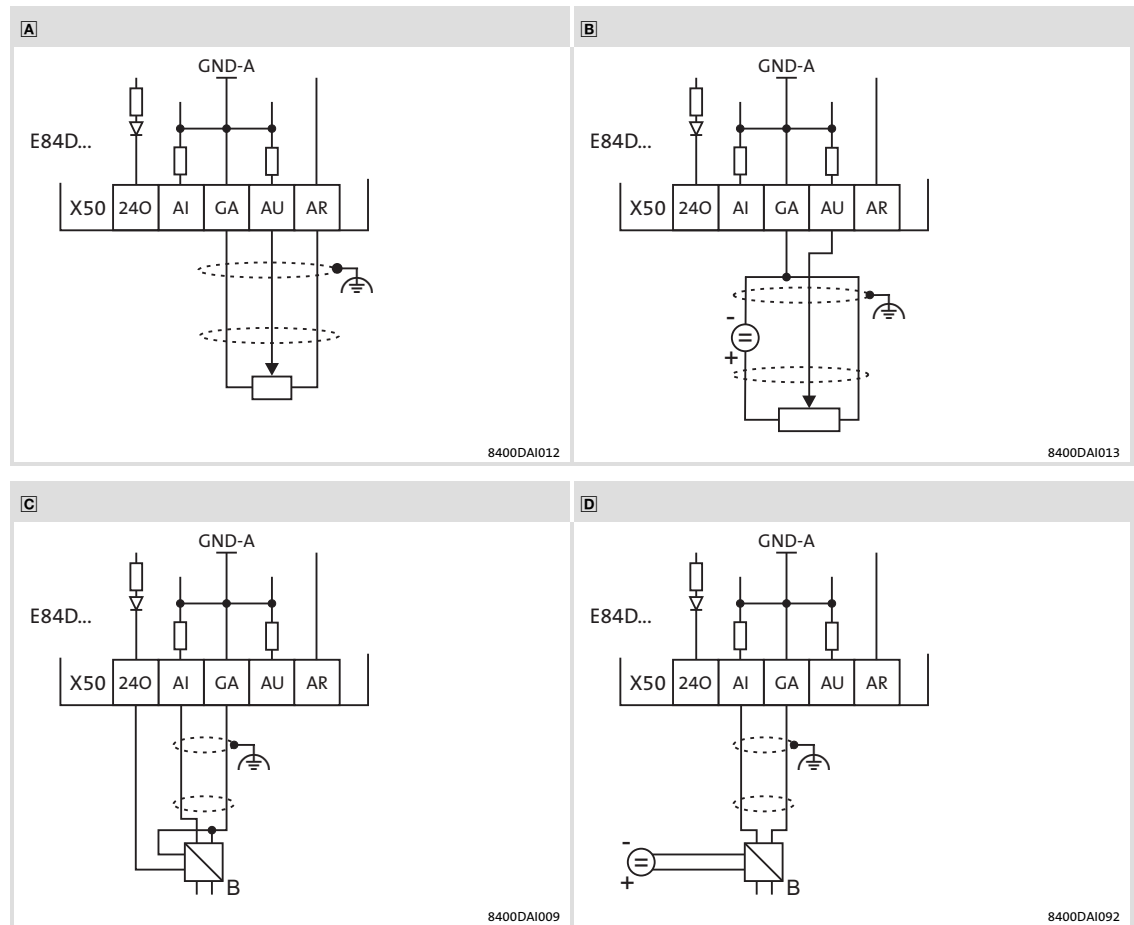 A
GND-A
E84D...
X50 24O AI GA AU AR
8400DAI012
B
GND-A
E84D...
X50 24O AI GA AU AR
-
+
8400DAI013
C
GND-A
E84D...
X50 24O AI GA AU AR
B
8400DAI009
D
GND-A
E84D...
X50 24O AI GA AU AR
-
+
B
8400DAI092